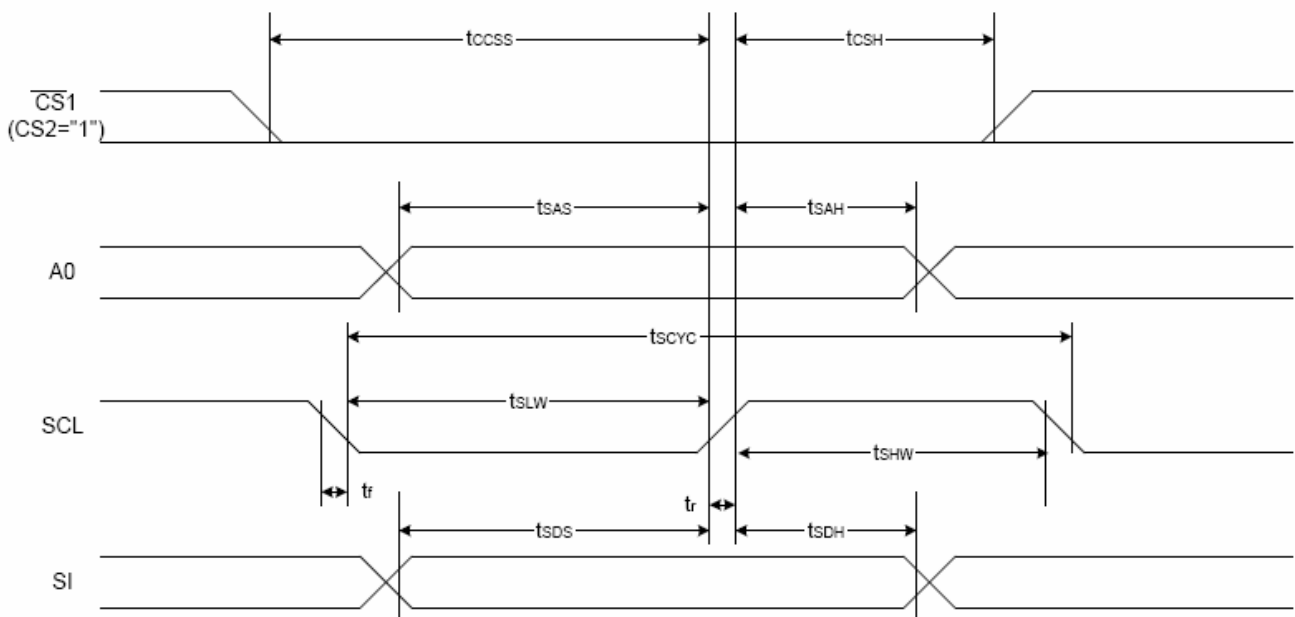 tCCSS
tCSH
CS1
(CS2="1")
tSAS
tSAH
A0
tSCYC
tSLW
SCL
tSHW
tf
tr
tSDS
tSDH
SI